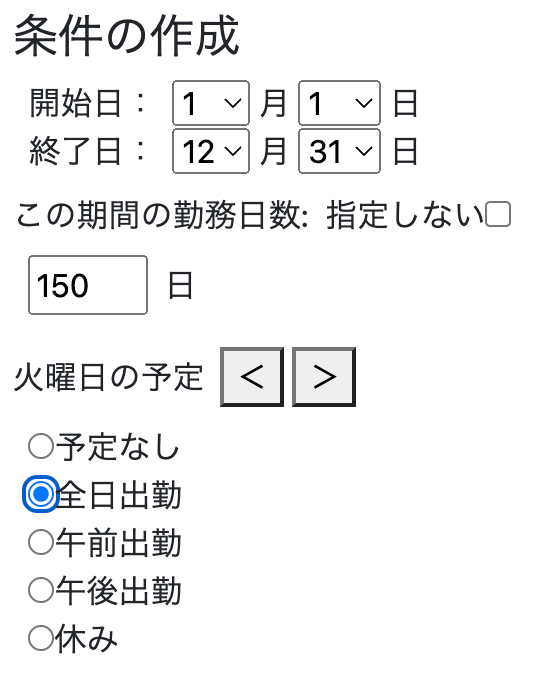 条件の作成
開始日： 1 月 1 日
終了日： 12 月 31 日
この期間の勤務日数: 指定しない
150 日
火曜日の予定 < >
予定なし
全日出勤
午前出勤
午後出勤
休み